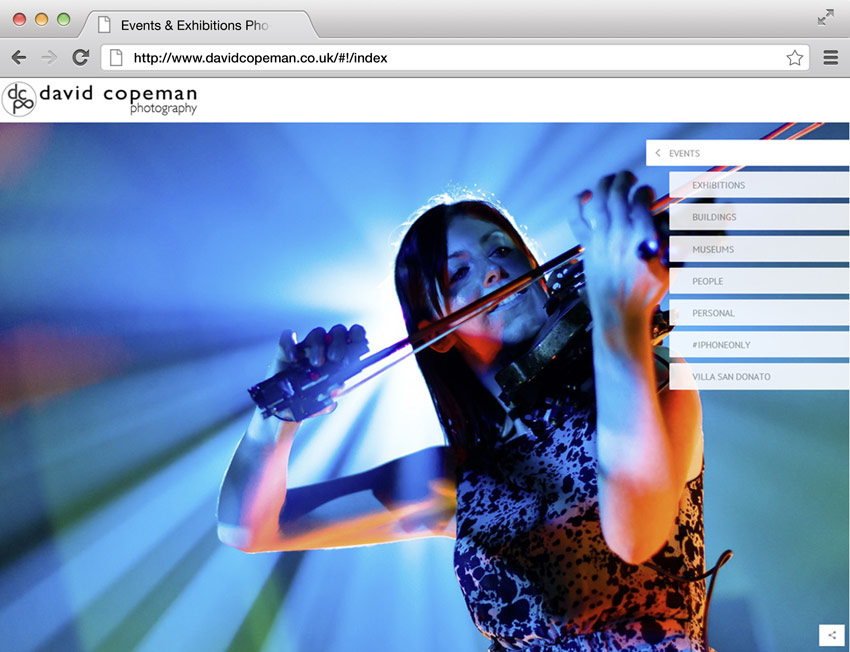 Events & Exhibitions Pho
http://www.davidcopeman.co.uk/#!/index
dcp
david copeman
photography
EVENTS
EXHIBITIONS
BUILDINGS
MUSEUMS
PEOPLE
PERSONAL
#IPHONEONLY
VILLA SAN DONATO